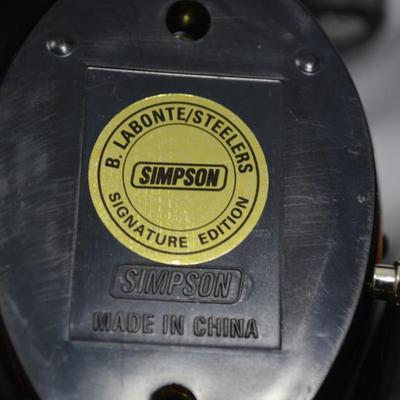 B. LABONTE/STEELERS
SIMPSON
SIGNATURE EDITION
SIMPSON
MADE IN CHINA